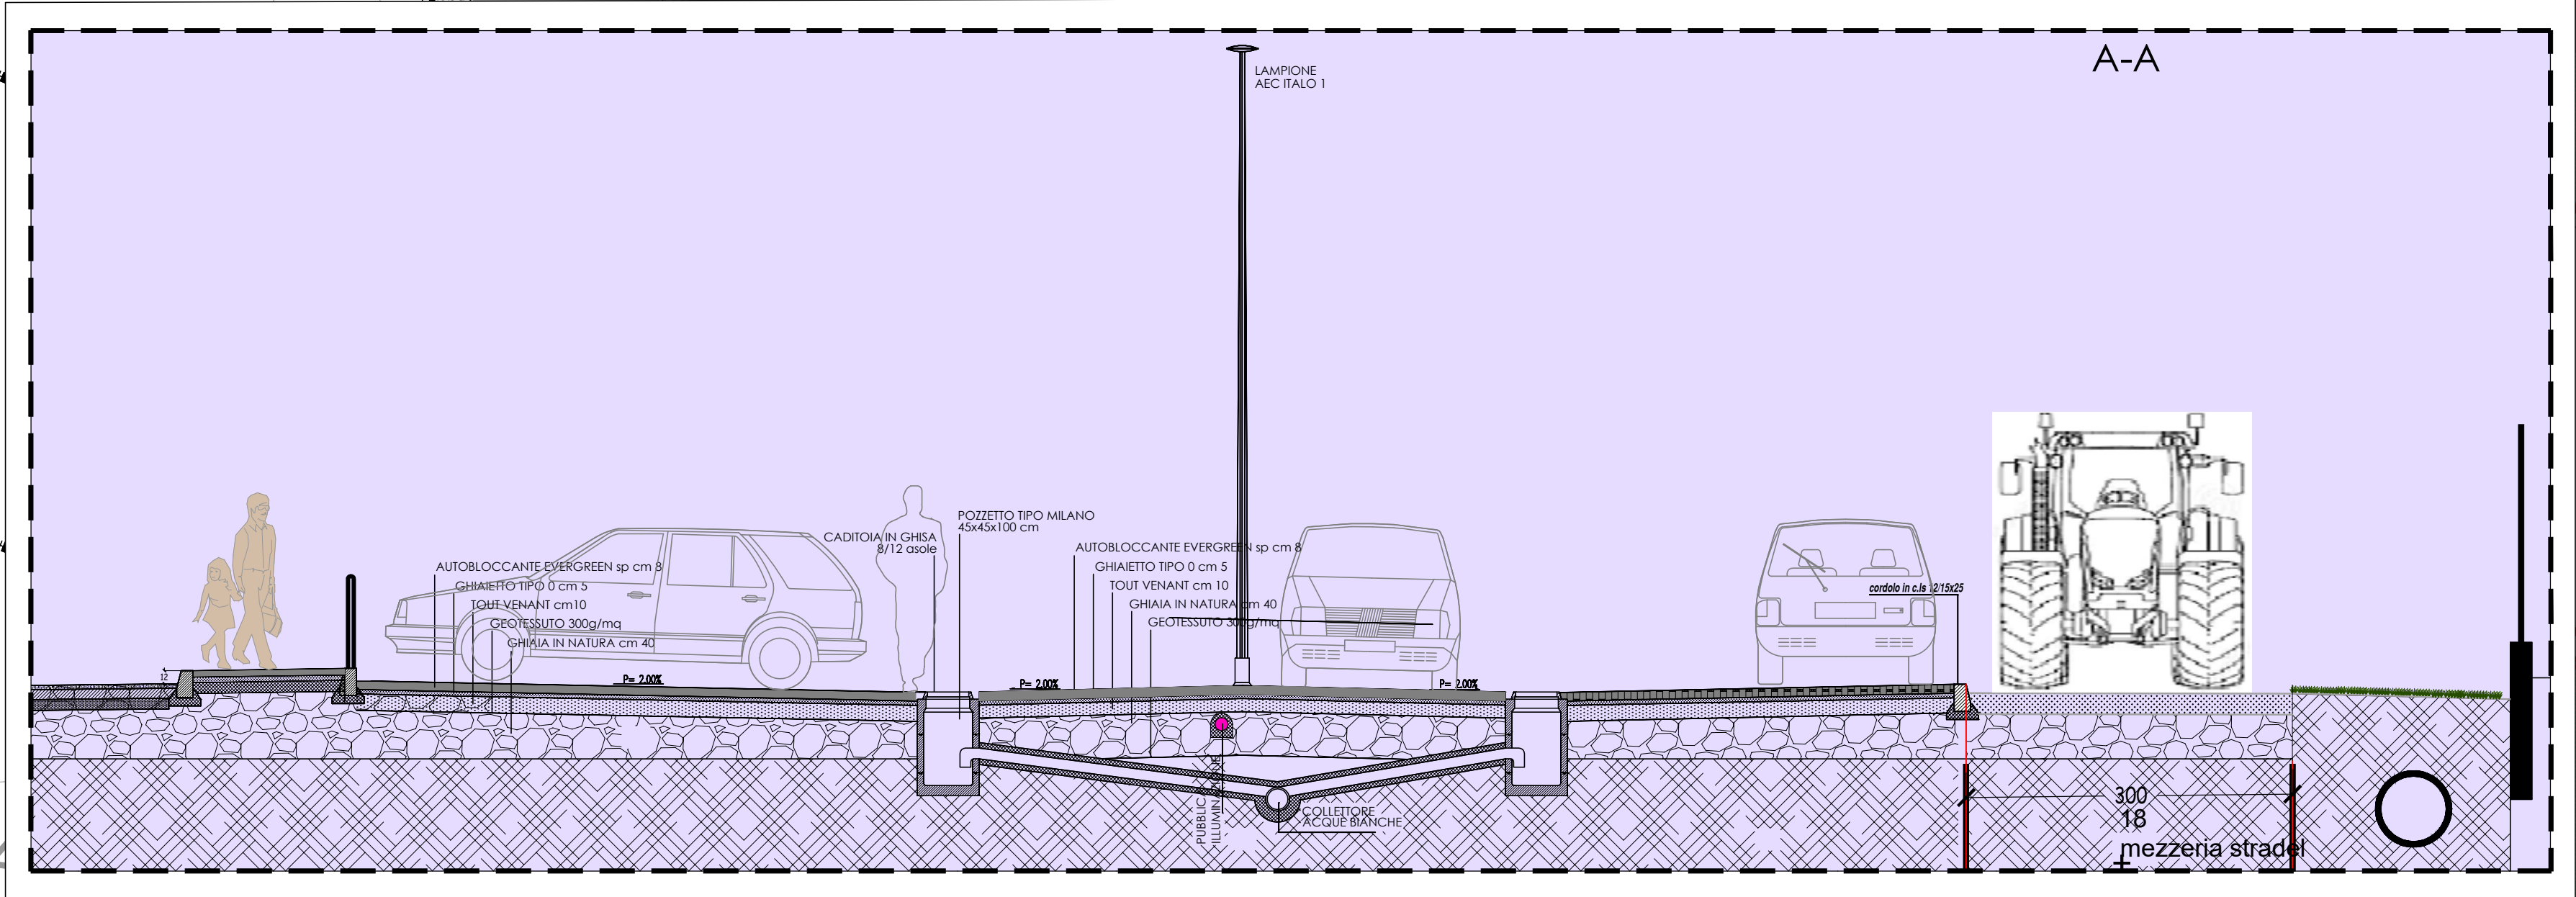 A-A
LAMPIONE
AEC ITALO 1
POZZETTO TIPO MILANO
45x45x100 cm
CADITOIA IN GHISA
8/12 asole
AUTOBLOCCANTE EVERGREEN sp cm 8
GHIAIETTO TIPO 0 cm 5
TOUT VENANT cm10
GEOTESSUTO 300g/mq
GHIAIA IN NATURA cm 40
AUTOBLOCCANTE EVERGREEN sp cm 8
GHIAIETTO TIPO 0 cm 5
TOUT VENANT cm 10
GHIAIA IN NATURA cm 40
GEOTESSUTO 300g/mq
cordolo in c.ls 12/15x25
12
P= 2.00%
P= 2.00%
P= 2.00%
PUBBLICA
ILLUMINAZIONE
COLLETTORE
ACQUE BIANCHE
300
18
mezzeria stradel